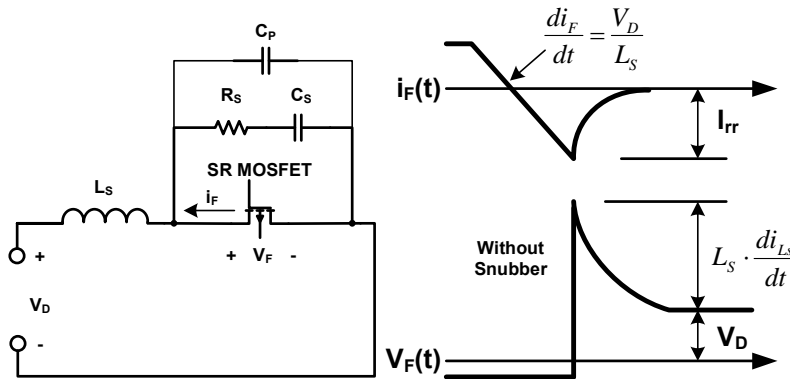 C_P
R_S
C_S
SR MOSFET
L_S
i_F
+ V_F -
+
V_D
-
di_F/dt = V_D/L_S
i_F(t)
I_rr
Without
Snubber
L_S · di_Ls/dt
V_D
V_F(t)